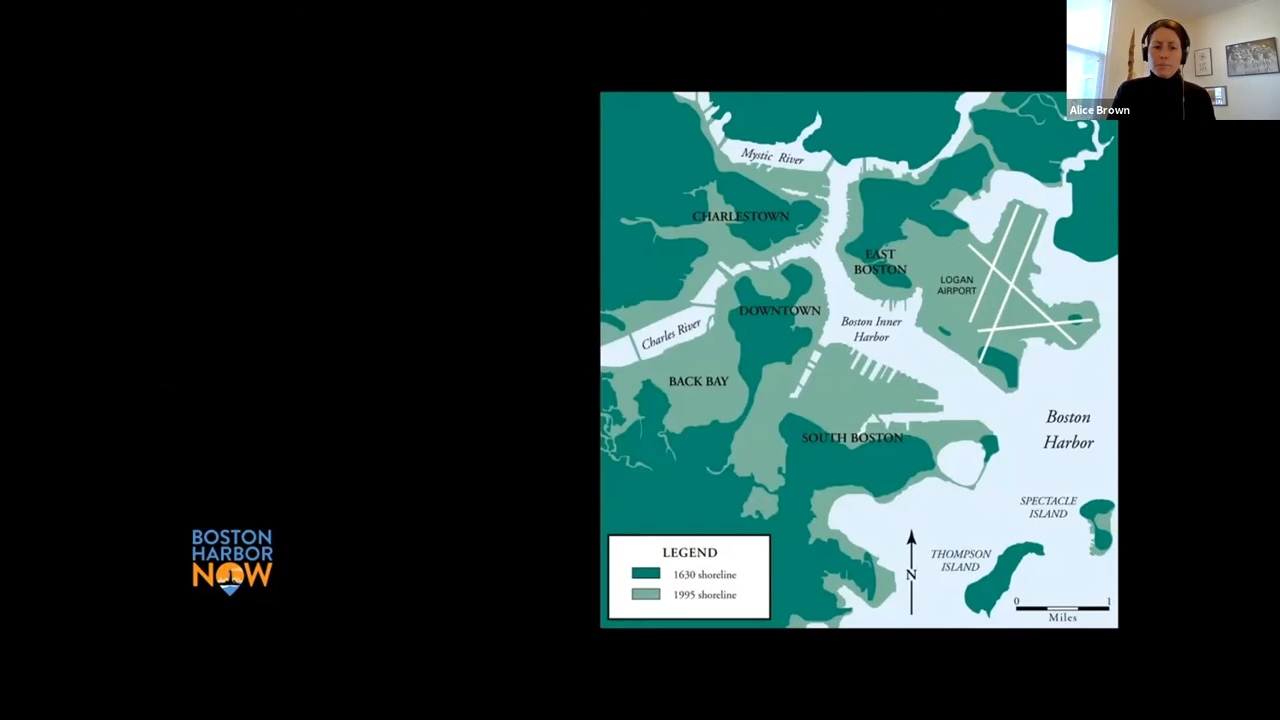 Alice Brown
Mystic River
CHARLESTOWN
EAST
BOSTON
LOGAN
AIRPORT
DOWNTOWN
Boston Inner
Harbor
Charles River
BACK BAY
Boston
Harbor
SOUTH BOSTON
SPECTACLE
ISLAND
THOMPSON
ISLAND
N
0 1
Miles
LEGEND
1630 shoreline
1995 shoreline
BOSTON
HARBOR
NOW